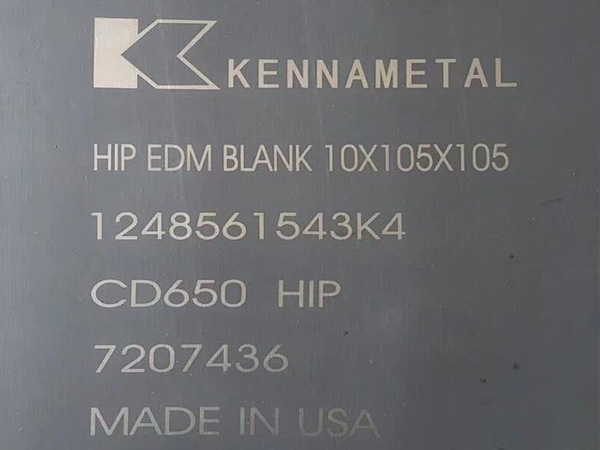 KENNAMETAL
HIP EDM BLANK 10X105X105
1248561543K4
CD650 HIP
7207436
MADE IN USA